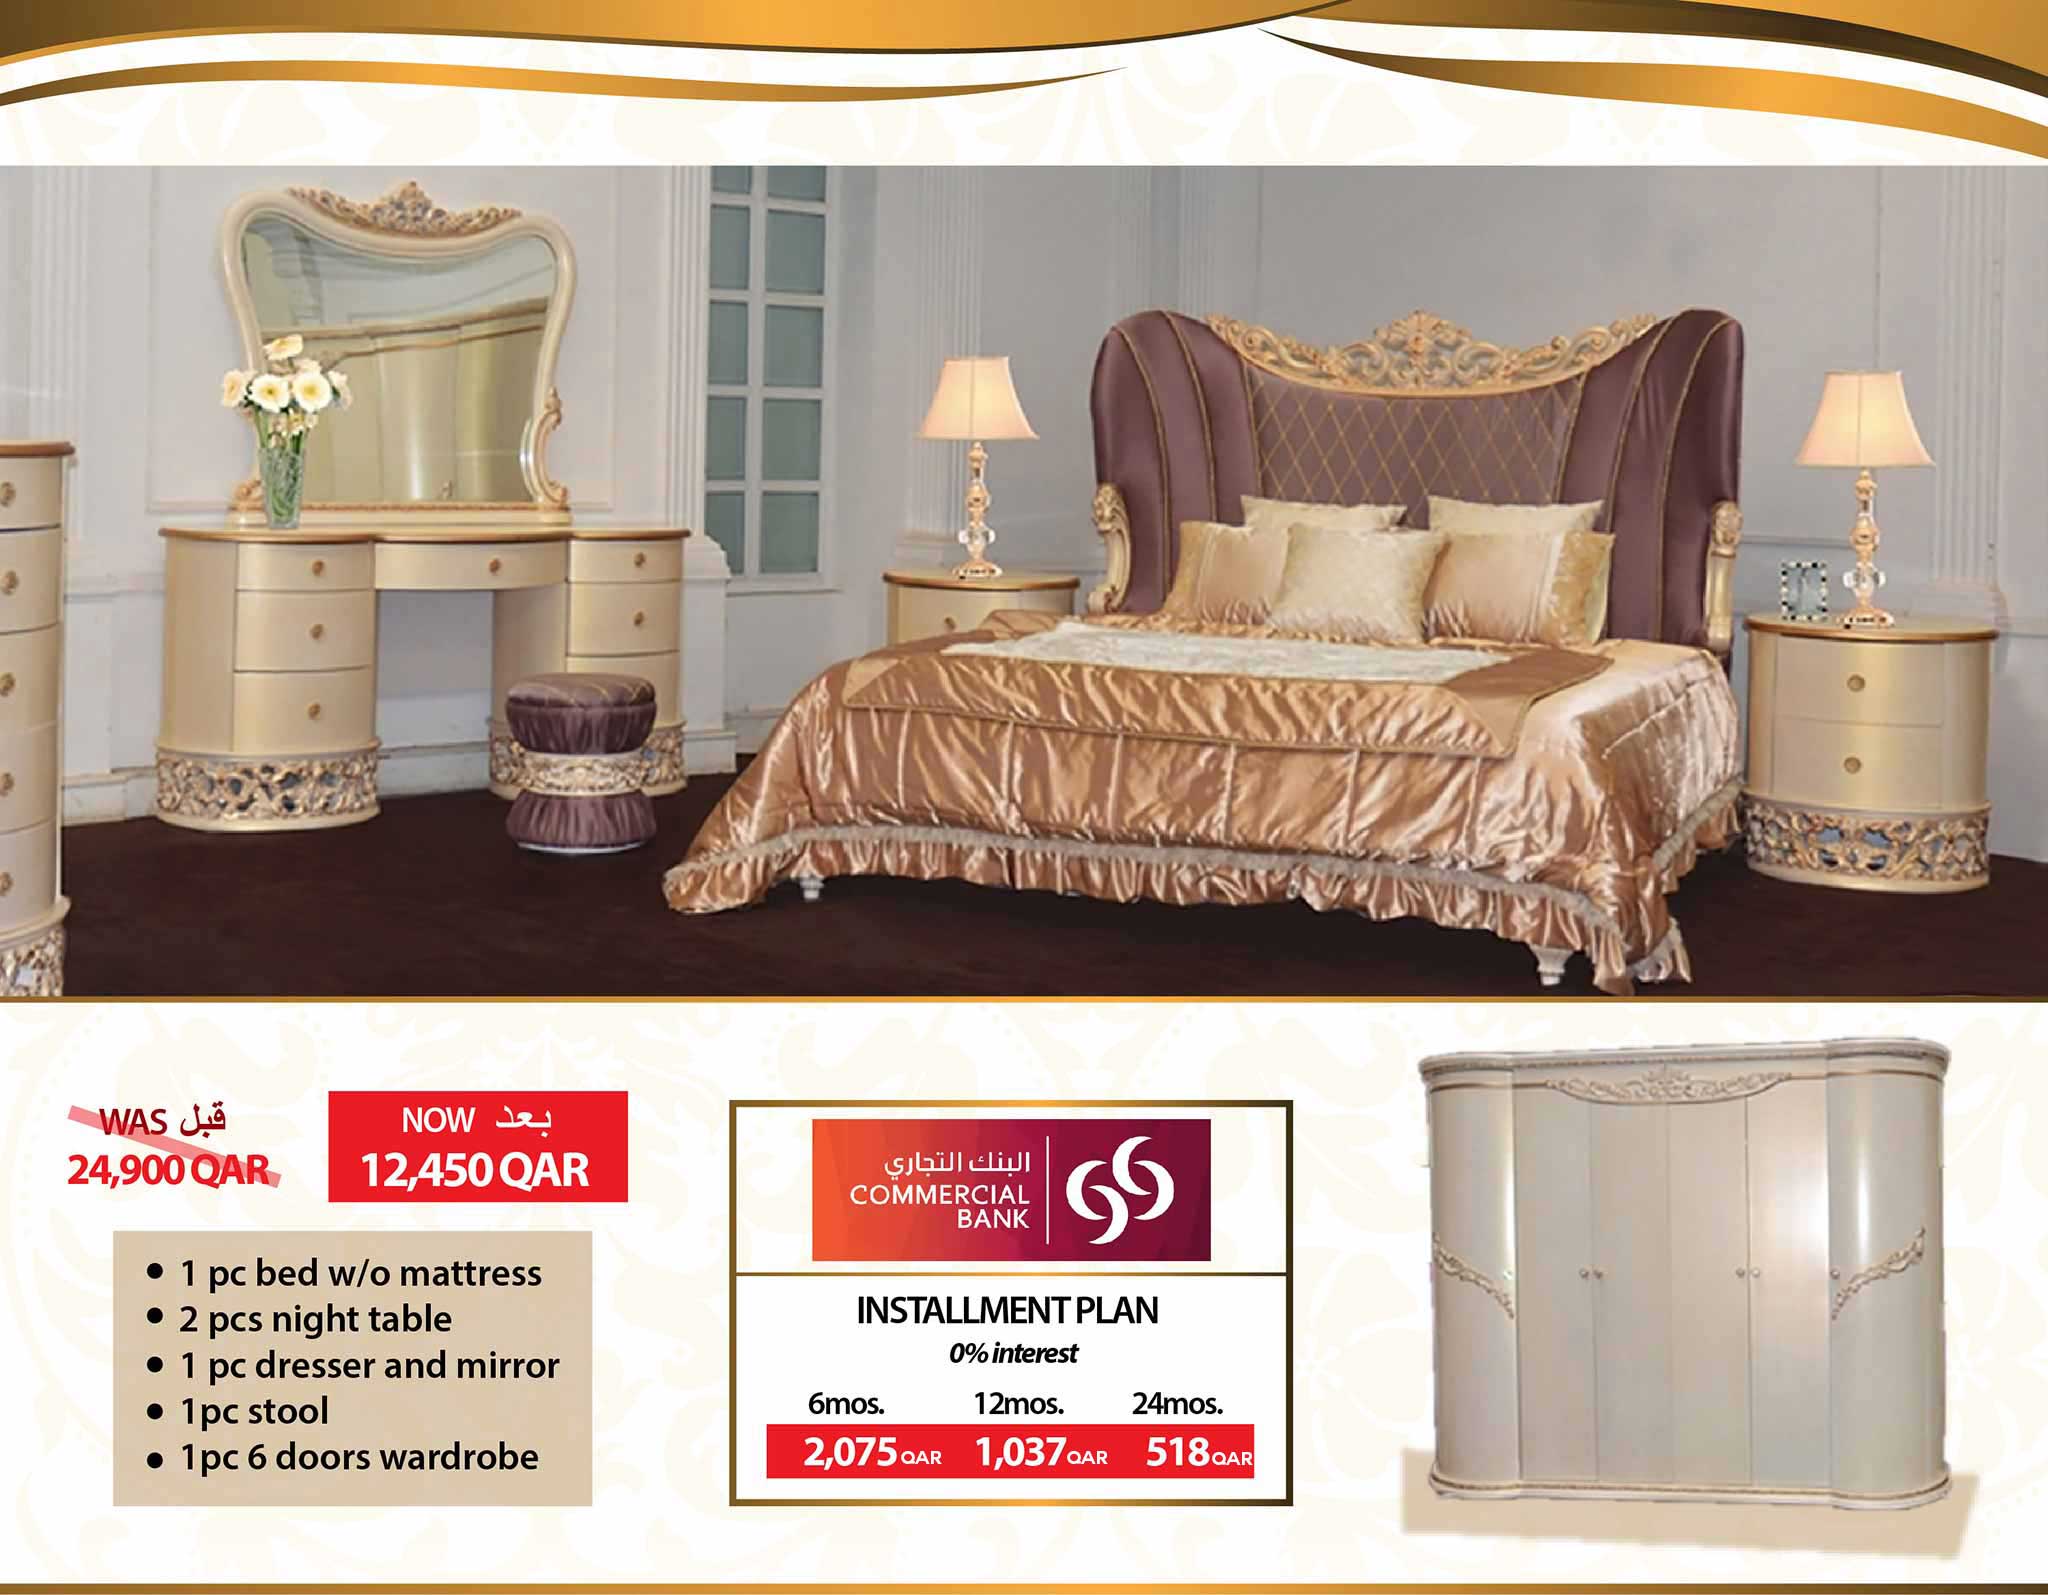 WAS قبل
24,900 QAR
NOW بعد
12,450 QAR
• 1 pc bed w/o mattress
• 2 pcs night table
• 1 pc dresser and mirror
• 1pc stool
• 1pc 6 doors wardrobe
البنك التجاري
COMMERCIAL
BANK
INSTALLMENT PLAN
0% interest
6mos. 12mos. 24mos.
2,075 QAR 1,037 QAR 518 QAR